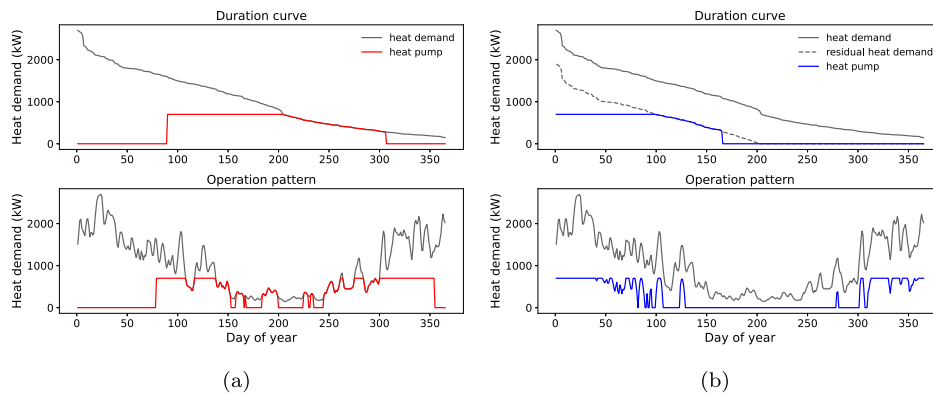 Duration curve
Heat demand (kW)
2000
1000
0
heat demand
heat pump
0 50 100 150 200 250 300 350
Operation pattern
Heat demand (kW)
2000
1000
0
0 50 100 150 200 250 300 350
Day of year
(a)
Duration curve
Heat demand (kW)
2000
1000
0
heat demand
residual heat demand
heat pump
0 50 100 150 200 250 300 350
Operation pattern
Heat demand (kW)
2000
1000
0
0 50 100 150 200 250 300 350
Day of year
(b)